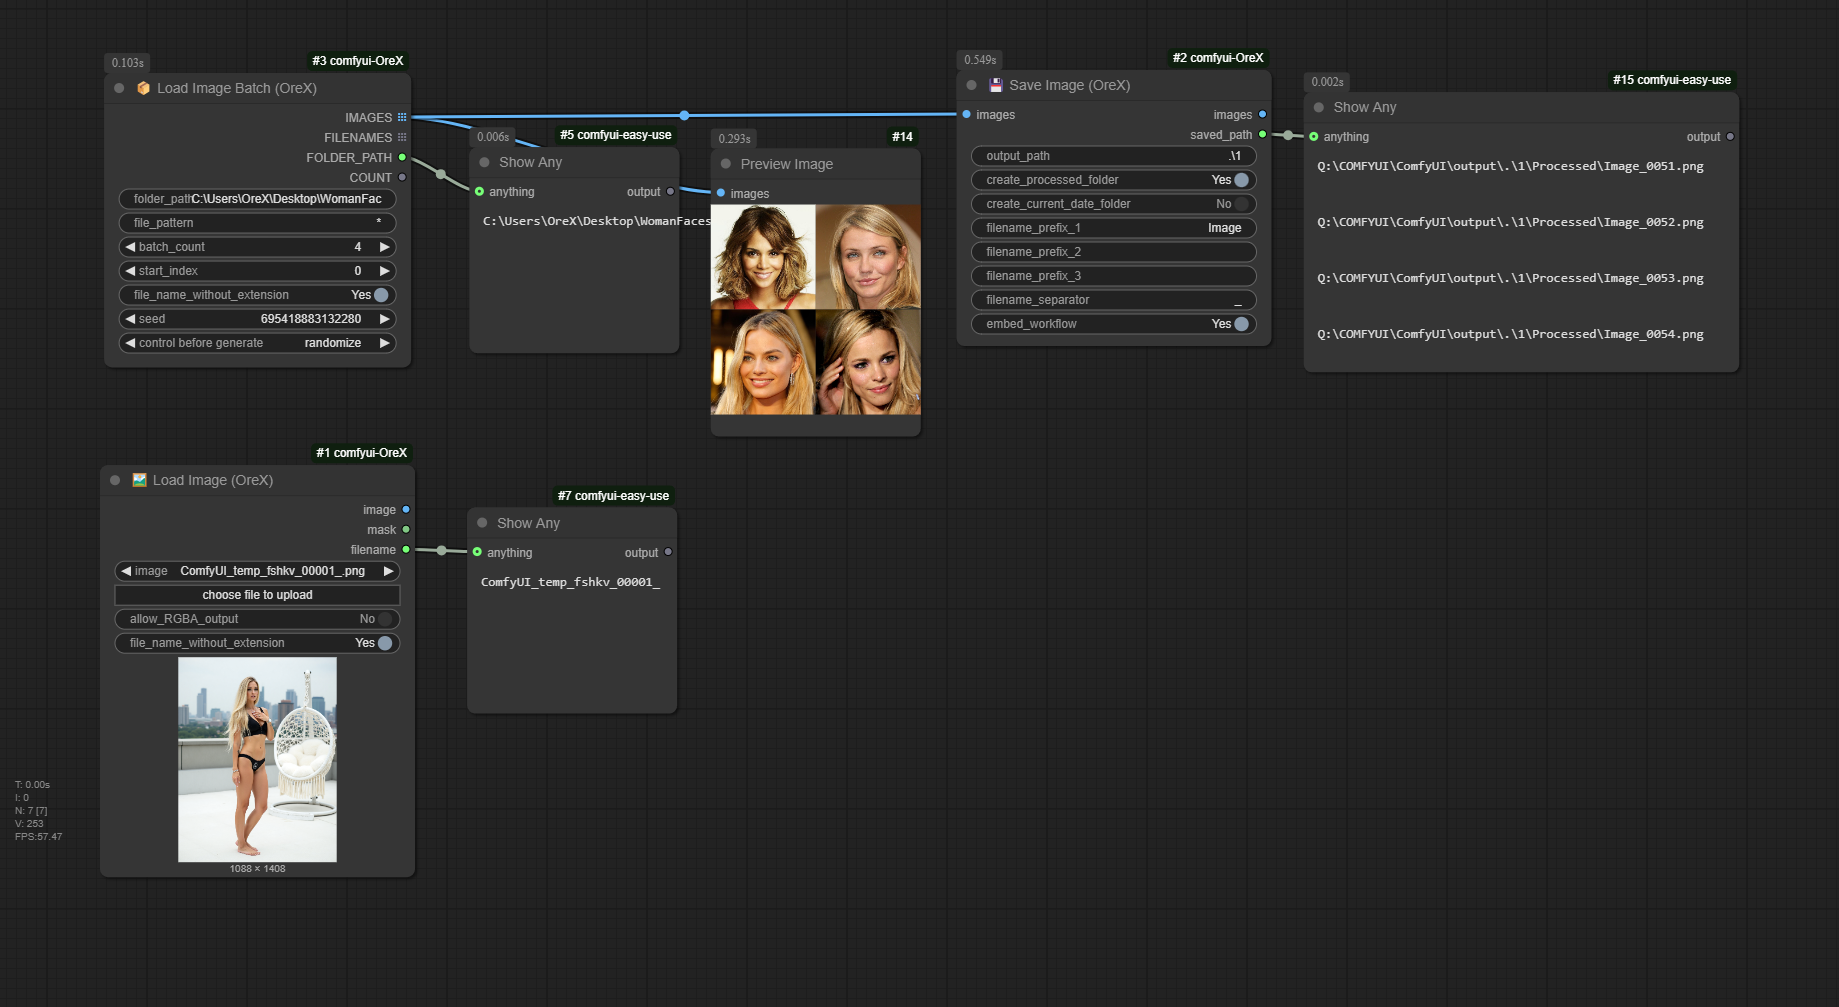 0.103s
#3 comfyui-OreX
Load Image Batch (OreX)
IMAGES
FILENAMES
FOLDER_PATH
COUNT
folder_path C:\Users\OreX\Desktop\WomanFac
file_pattern *
batch_count 4
start_index 0
file_name_without_extension Yes
seed 695418883132280
control before generate randomize
0.006s
#5 comfyui-easy-use
Show Any
anything output
C:\Users\OreX\Desktop\WomanFaces
0.293s
#14
Preview Image
images
0.549s
#2 comfyui-OreX
Save Image (OreX)
images images
saved_path
output_path .\1
create_processed_folder Yes
create_current_date_folder No
filename_prefix_1 Image
filename_prefix_2
filename_prefix_3
filename_separator _
embed_workflow Yes
0.002s
#15 comfyui-easy-use
Show Any
anything output
Q:\COMFYUI\ComfyUI\output\.\1\Processed\Image_0051.png
Q:\COMFYUI\ComfyUI\output\.\1\Processed\Image_0052.png
Q:\COMFYUI\ComfyUI\output\.\1\Processed\Image_0053.png
Q:\COMFYUI\ComfyUI\output\.\1\Processed\Image_0054.png
#1 comfyui-OreX
Load Image (OreX)
image
mask
filename
image ComfyUI_temp_fshkv_00001_.png
choose file to upload
allow_RGBA_output No
file_name_without_extension Yes
1088 × 1408
#7 comfyui-easy-use
Show Any
anything output
ComfyUI_temp_fshkv_00001_
T: 0.00s
I: 0
N: 7 [7]
V: 253
FPS:57.47